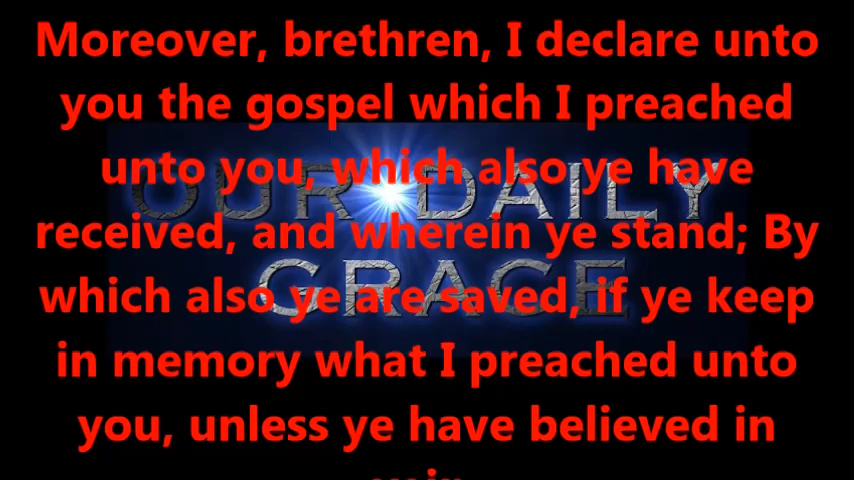 Moreover, brethren, I declare unto
you the gospel which I preached
unto you, which also ye have
received, and wherein ye stand; By
which also ye are saved, if ye keep
in memory what I preached unto
you, unless ye have believed in
OUR DAILY
GRACE